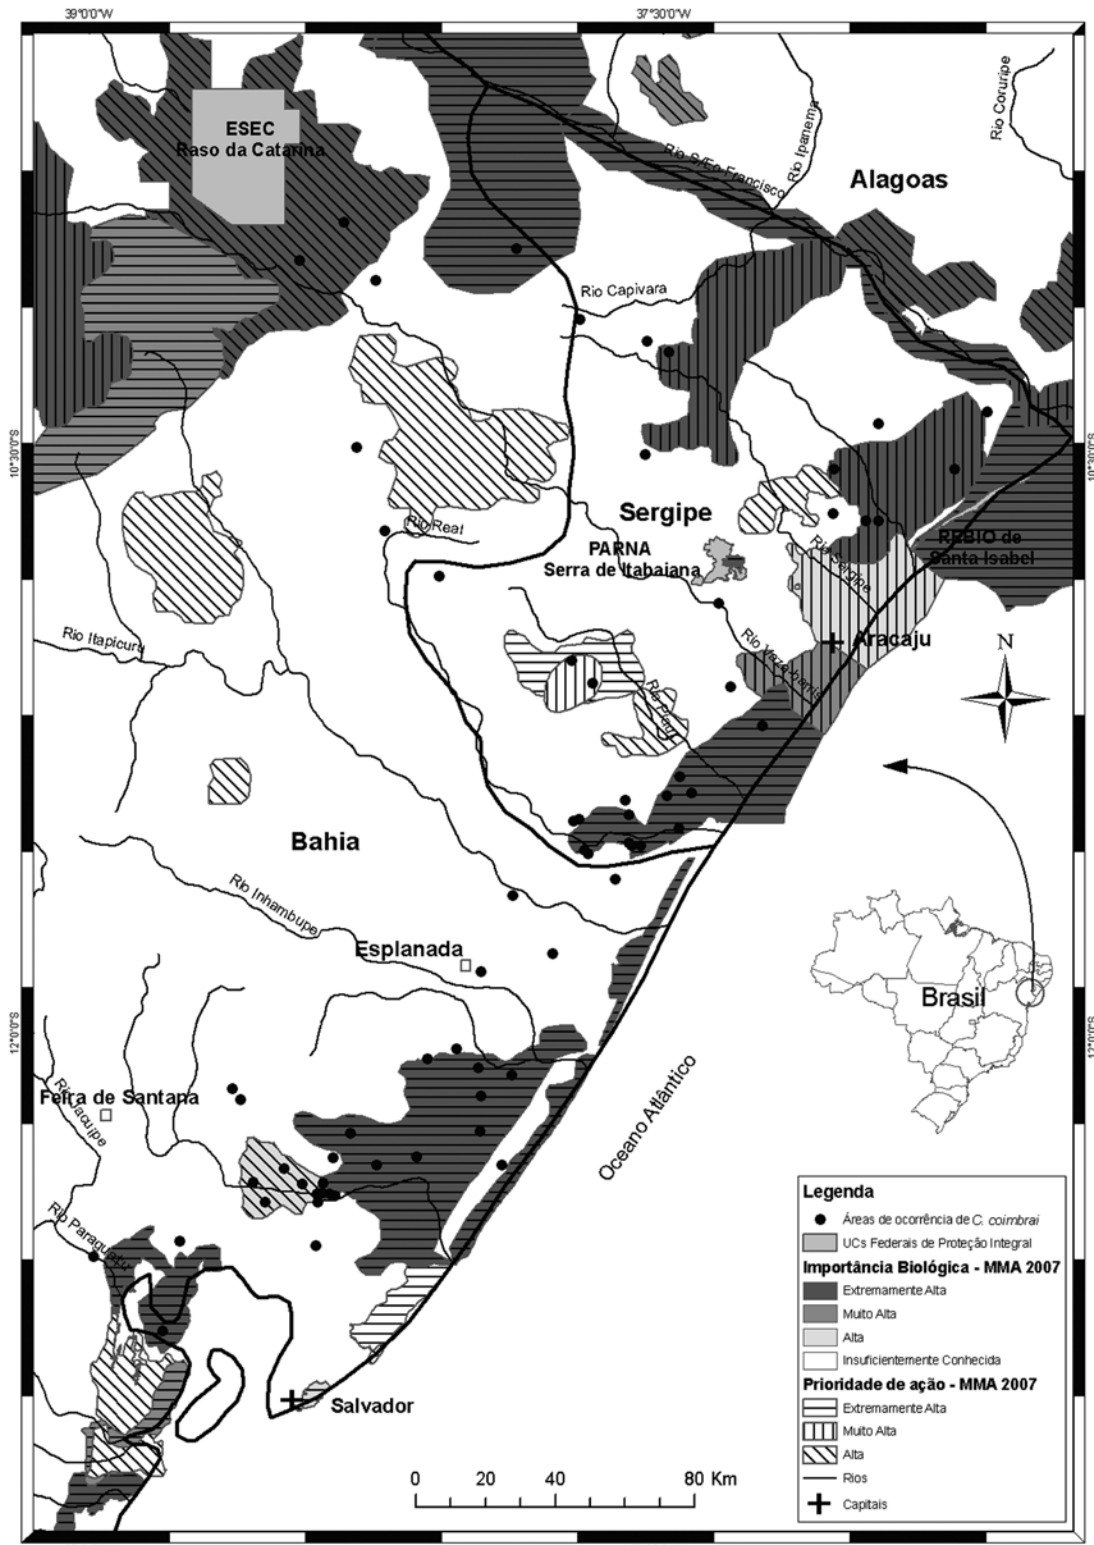 39°0'0"W
37°30'0"W
ESEC
Raso da Catarina
Rio S/Eo Francisco
Rio Ipanema
Rio Coruripe
Alagoas
Rio Capivara
10°30'0"S
10°30'0"S
Rio Real
Sergipe
PARNA
Serra de Itabaiana
REBIO de
Santa Isabel
Rio Sergipe
Rio Itapicuru
Rio Vaza-barris
Aracaju
N
Rio Piauí
Bahia
Rio Inhambupe
Esplanada
Brasil
12°0'0"S
12°0'0"S
Feira de Santana
Rio Jacuipe
Oceano Atlântico
Rio Paraguaçu
Salvador
0 20 40 80 Km
Legenda
Áreas de ocorrência de C. coimbrai
UCs Federais de Proteção Integral
Importância Biológica - MMA 2007
Extremamente Alta
Muito Alta
Alta
Insuficientemente Conhecida
Prioridade de ação - MMA 2007
Extremamente Alta
Muito Alta
Alta
Rios
Capitais